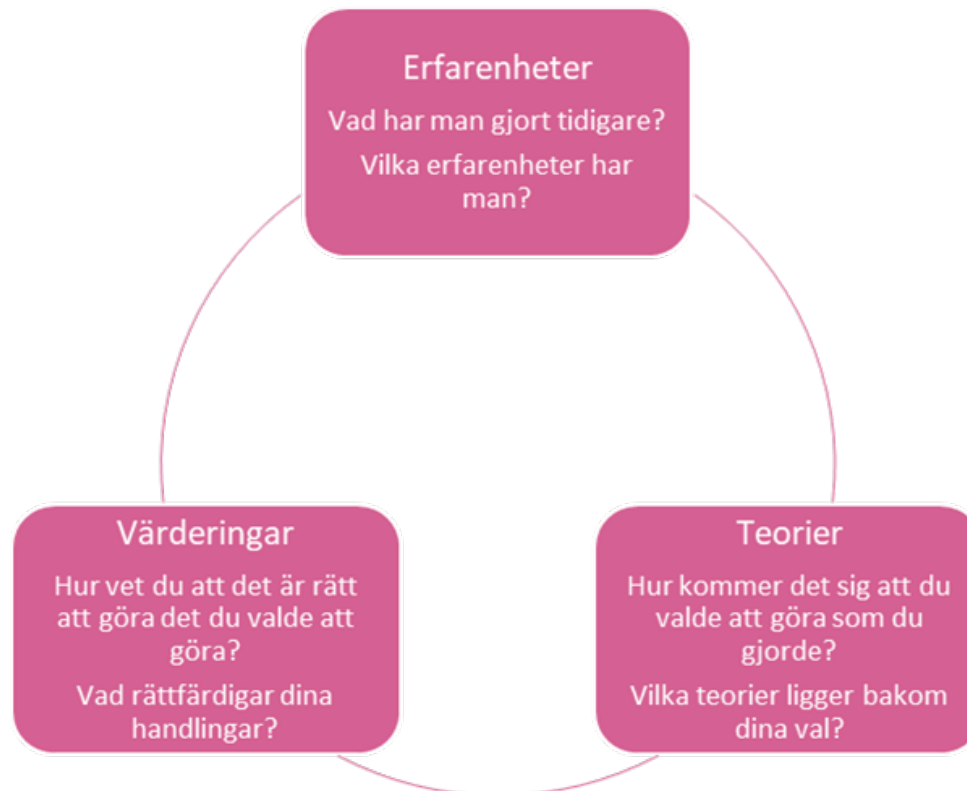 Erfarenheter
Vad har man gjort tidigare?
Vilka erfarenheter har
man?
Värderingar
Hur vet du att det är rätt
att göra det du valde att
göra?
Vad rättfärdigar dina
handlingar?
Teorier
Hur kommer det sig att du
valde att göra som du
gjorde?
Vilka teorier ligger bakom
dina val?